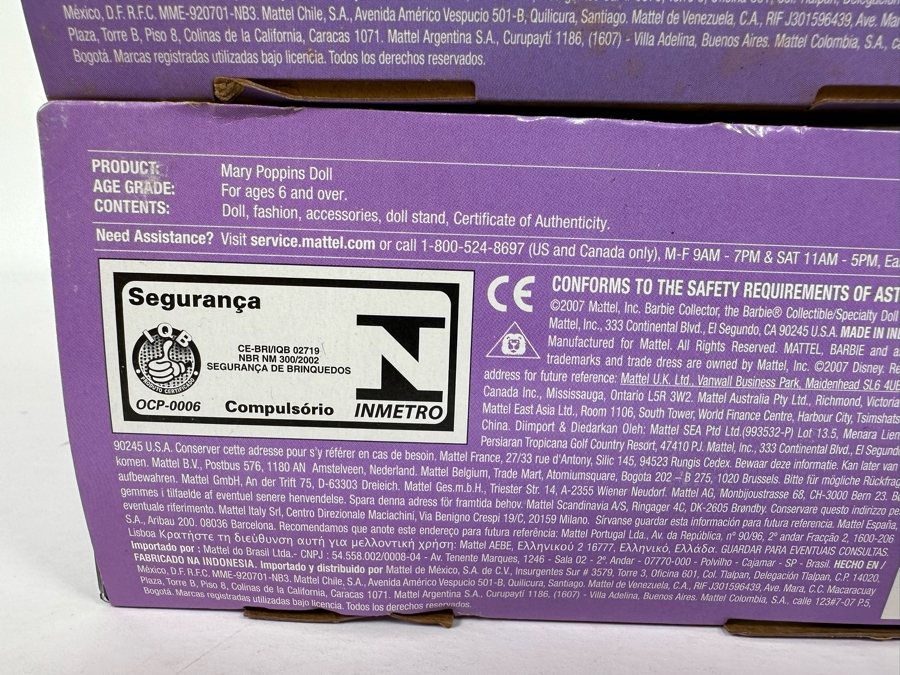 México, D.F. R.F.C. MME-920701-NB3. Mattel Chile, S.A., Avenida Américo Vespucio 501-B, Quilicura, Santiago. Mattel de Venezuela, C.A., RIF J301596439, Ave.
Plaza, Torre B, Piso 8, Colinas de la California, Caracas 1071. Mattel Argentina S.A., Curupaytí 1186, (1607) - Villa Adelina, Buenos Aires. Mattel Colombia, S.A.,
Bogotá. Marcas registradas utilizadas bajo licencia. Todos los derechos reservados.
PRODUCT: Mary Poppins Doll
AGE GRADE: For ages 6 and over.
CONTENTS: Doll, fashion, accessories, doll stand, Certificate of Authenticity.
Need Assistance? Visit service.mattel.com or call 1-800-524-8697 (US and Canada only), M-F 9AM - 7PM & SAT 11AM - 5PM,
Segurança
IQB
PRODUTO CERTIFICADO
OCP-0006
CE-BRI/IQB 02719
NBR NM 300/2002
SEGURANÇA DE BRINQUEDOS
Compulsório
INMETRO
CE
CONFORMS TO THE SAFETY REQUIREMENTS OF
©2007 Mattel, Inc. Barbie Collector, the Barbie® Collectible/Specialty Doll
Mattel, Inc., 333 Continental Blvd., El Segundo, CA 90245 U.S.A. MADE IN
Manufactured for Mattel. All Rights Reserved. MATTEL, BARBIE and
trademarks and trade dress are owned by Mattel, Inc. ©2007 Disney.
address for future reference: Mattel U.K. Ltd., Vanwall Business Park, Maidenhead SL6 4UB
Canada Inc., Mississauga, Ontario L5R 3W2. Mattel Australia Pty Ltd., Richmond, Victoria
Mattel East Asia Ltd., Room 1106, South Tower, World Finance Centre, Harbour City,
China. Diimport & Diedarkan Oleh: Mattel SEA Ptd Ltd.(993532-P) Lot 13.5, Menara
Persiaran Tropicana Golf Country Resort, 47410 PJ. Mattel, Inc., 333 Continental Blvd., El Segundo
90245 U.S.A. Conserver cette adresse pour s'y référer en cas de besoin. Mattel France, 27/33 rue d'Antony, Silic 145, 94523 Rungis Cedex. Bewaar deze informatie. Kan later van
komen. Mattel B.V., Postbus 576, 1180 AN Amstelveen, Nederland. Mattel Belgium, Trade Mart, Atomiumsquare, Bogota 202 – B 275, 1020 Brussels. Bitte für mögliche
aufbewahren. Mattel GmbH, An der Trift 75, D-63303 Dreieich. Mattel Ges.m.b.H., Triester Str. 14, A-2355 Wiener Neudorf. Mattel AG, Monbijoustrasse 68, CH-3000 Bern 23.
gemmes i tilfælde af eventuel senere henvendelse. Spara denna adress för framtida behov. Mattel Scandinavia A/S, Ringager 4C, DK-2605 Brøndby. Conservare questo indirizzo
eventuale riferimento. Mattel Italy Srl, Centro Direzionale Maciachini, Via Benigno Crespi 19/C, 20159 Milano. Sírvanse guardar esta información para futura referencia. Mattel España,
S.A., Aribau 200. 08036 Barcelona. Recomendamos que anote este endereço para futura referência: Mattel Portugal Lda., Av. da República, nº 90/96, 2º andar Fracção 2, 1600-206
Lisboa Κρατήστε τη διεύθυνση αυτή για μελλοντική χρήση: Mattel AEBE, Ελληνικού 2 16777, Ελληνικό, Ελλάδα. GUARDAR PARA EVENTUAIS CONSULTAS.
Importado por : Mattel do Brasil Ltda.- CNPJ : 54.558.002/0008-04 - Av. Tenente Marques, 1246 - Sala 02 - 2º. Andar - 07770-000 - Polvilho - Cajamar - SP - Brasil. HECHO EN /
FABRICADO NA INDONESIA. Importado y distribuido por Mattel de México, S.A. de C.V., Insurgentes Sur # 3579, Torre 3, Oficina 601, Col. Tlalpan, Delegación Tlalpan, C.P. 14020,
México, D.F. R.F.C. MME-920701-NB3. Mattel Chile, S.A., Avenida Américo Vespucio 501-B, Quilicura, Santiago. Mattel de Venezuela, C.A., RIF J301596439, Ave. Mara, C.C. Macaracuay
Plaza, Torre B, Piso 8, Colinas de la California, Caracas 1071. Mattel Argentina S.A., Curupaytí 1186, (1607) - Villa Adelina, Buenos Aires. Mattel Colombia, S.A., calle 123#7-07 P.5,
Bogotá. Marcas registradas utilizadas bajo licencia. Todos los derechos reservados.